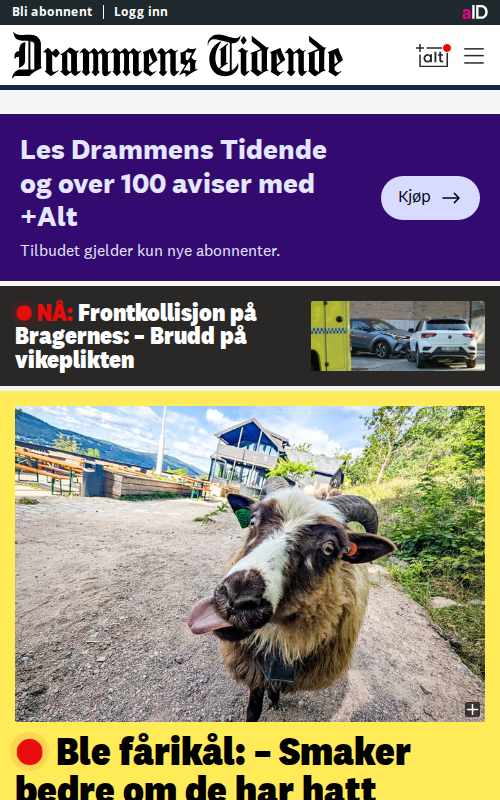 Bli abonnent
Logg inn
aID
Drammens Tidende
+alt
Les Drammens Tidende
og over 100 aviser med
+Alt
Tilbudet gjelder kun nye abonnenter.
Kjøp
NÅ: Frontkollisjon på
Bragernes: – Brudd på
vikeplikten
Ble fårikål: – Smaker
bedre om de har hatt